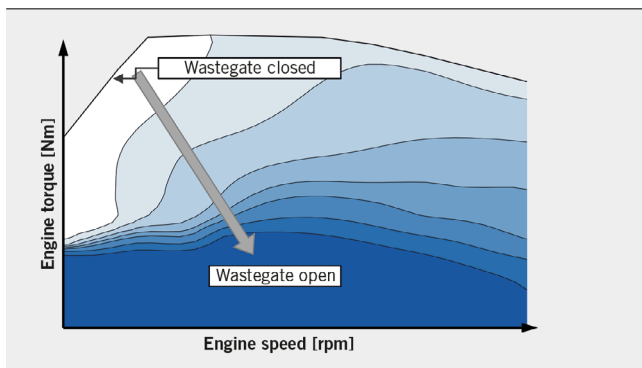 Wastegate closed
Engine torque [Nm]
Wastegate open
Engine speed [rpm]